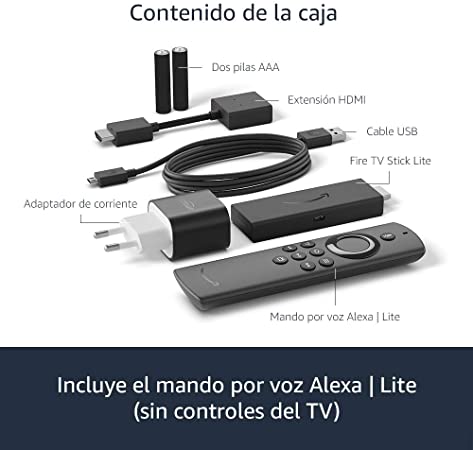 Contenido de la caja
Dos pilas AAA
Extensión HDMI
Cable USB
Fire TV Stick Lite
Adaptador de corriente
Mando por voz Alexa | Lite
Incluye el mando por voz Alexa | Lite
(sin controles del TV)